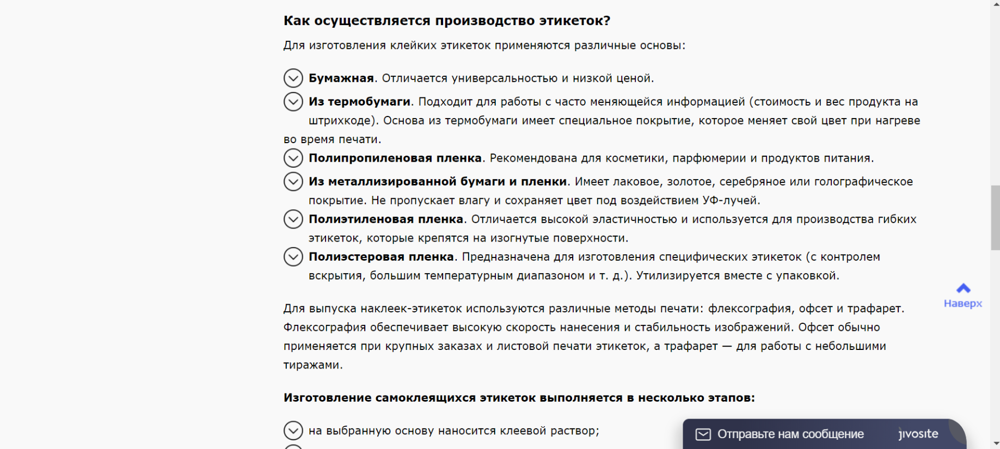 Как осуществляется производство этикеток?
Для изготовления клейких этикеток применяются различные основы:
Бумажная. Отличается универсальностью и низкой ценой.
Из термобумаги. Подходит для работы с часто меняющейся информацией (стоимость и вес продукта на
штрихкоде). Основа из термобумаги имеет специальное покрытие, которое меняет свой цвет при нагреве
во время печати.
Полипропиленовая пленка. Рекомендована для косметики, парфюмерии и продуктов питания.
Из металлизированной бумаги и пленки. Имеет лаковое, золотое, серебряное или голографическое
покрытие. Не пропускает влагу и сохраняет цвет под воздействием УФ-лучей.
Полиэтиленовая пленка. Отличается высокой эластичностью и используется для производства гибких
этикеток, которые крепятся на изогнутые поверхности.
Полиэстеровая пленка. Предназначена для изготовления специфических этикеток (с контролем
вскрытия, большим температурным диапазоном и т. д.). Утилизируется вместе с упаковкой.
Наверх
Для выпуска наклеек-этикеток используются различные методы печати: флексография, офсет и трафарет.
Флексография обеспечивает высокую скорость нанесения и стабильность изображений. Офсет обычно
применяется при крупных заказах и листовой печати этикеток, а трафарет — для работы с небольшими
тиражами.
Изготовление самоклеящихся этикеток выполняется в несколько этапов:
на выбранную основу наносится клеевой раствор;
Отправьте нам сообщение jivosite